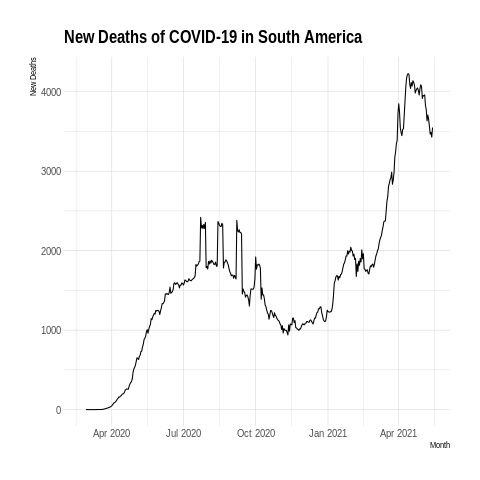 New Deaths of COVID-19 in South America
New Deaths
4000
3000
2000
1000
0
Apr 2020 Jul 2020 Oct 2020 Jan 2021 Apr 2021
Month